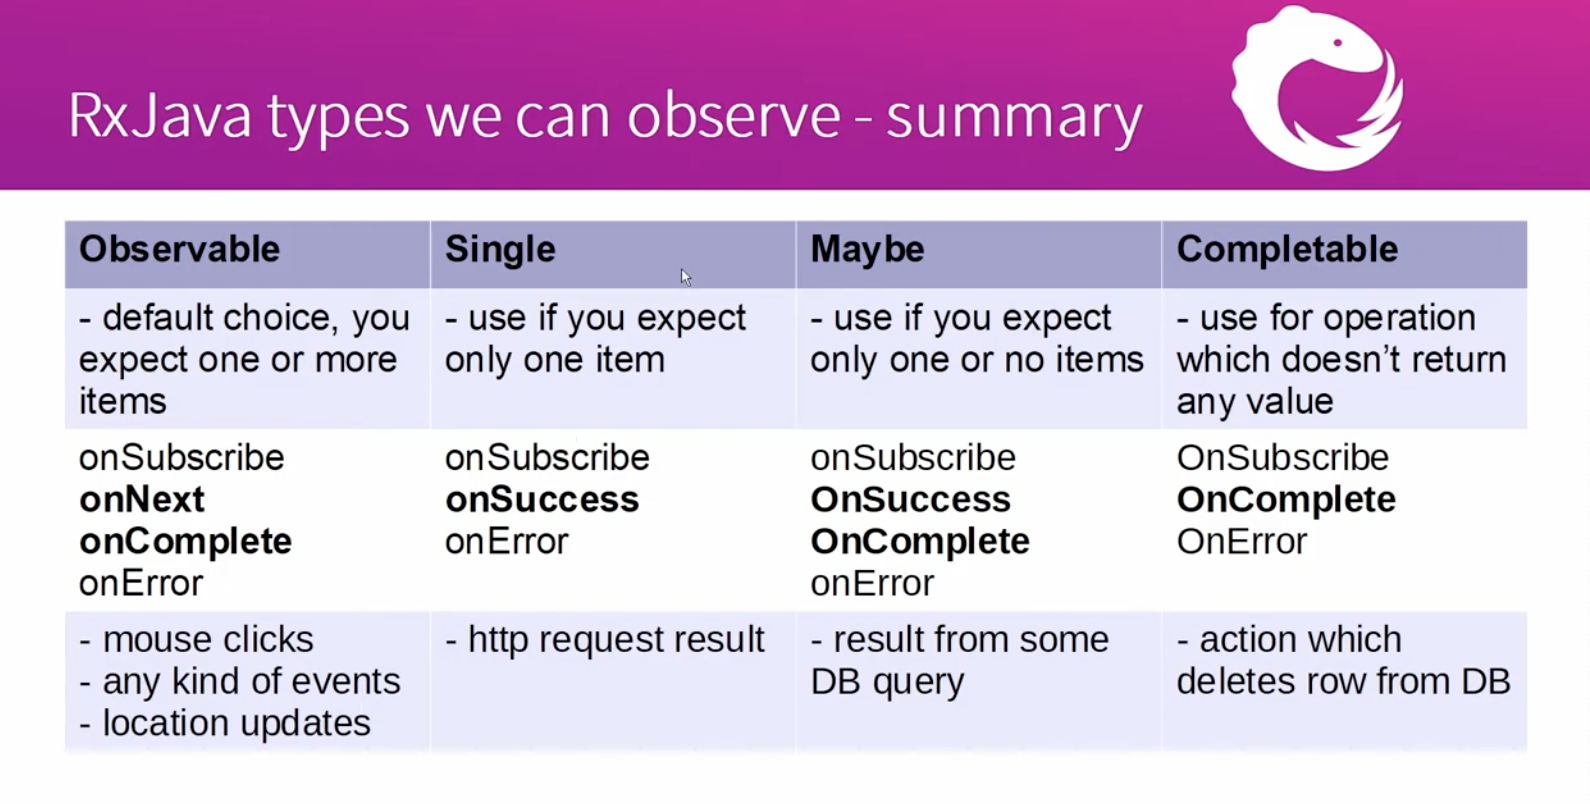 RxJava types we can observe - summary
Observable
Single
Maybe
Completable
- default choice, you
expect one or more
items
- use if you expect
only one item
- use if you expect
only one or no items
- use for operation
which doesn't return
any value
onSubscribe
onNext
onComplete
onError
onSubscribe
onSuccess
onError
onSubscribe
OnSuccess
OnComplete
onError
OnSubscribe
OnComplete
OnError
- mouse clicks
- any kind of events
- location updates
- http request result
- result from some
DB query
- action which
deletes row from DB